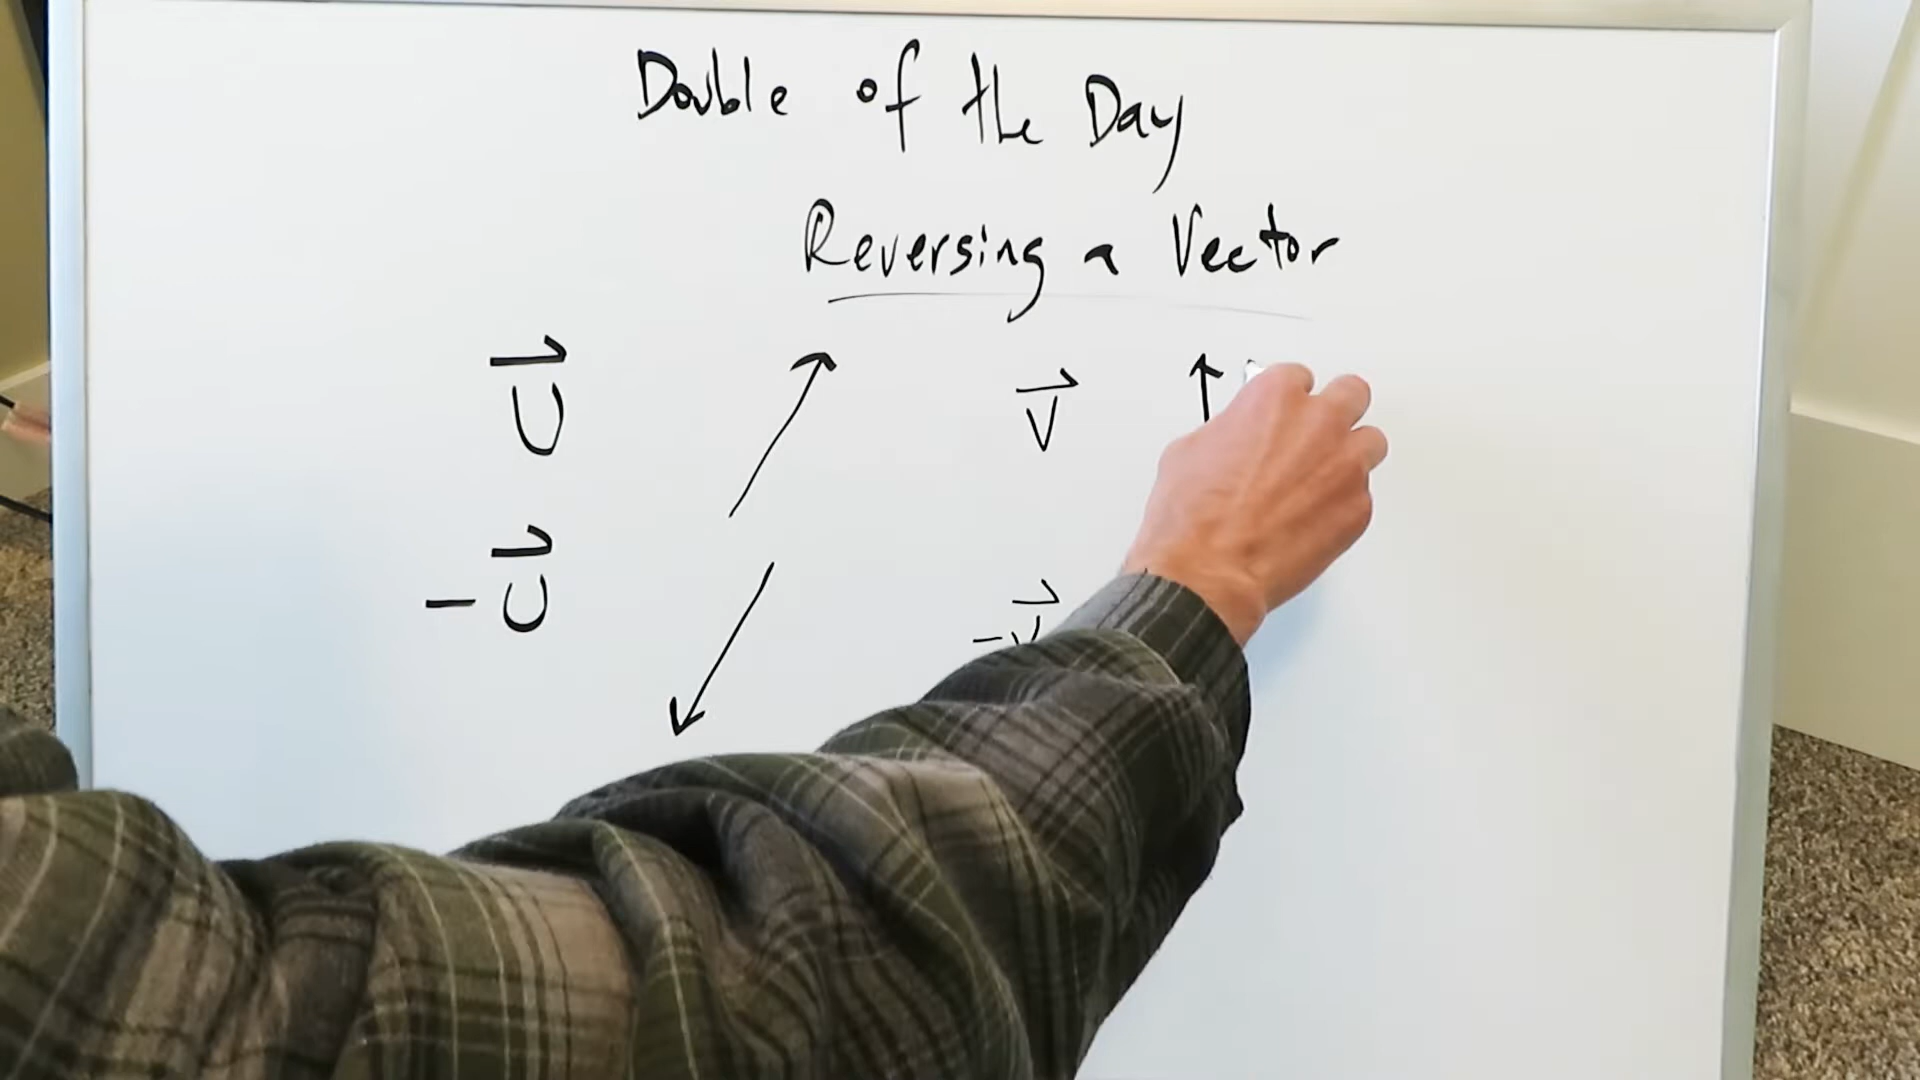 Double of the Day
Reversing a Vector
U⃗
V⃗
-U⃗
-V⃗